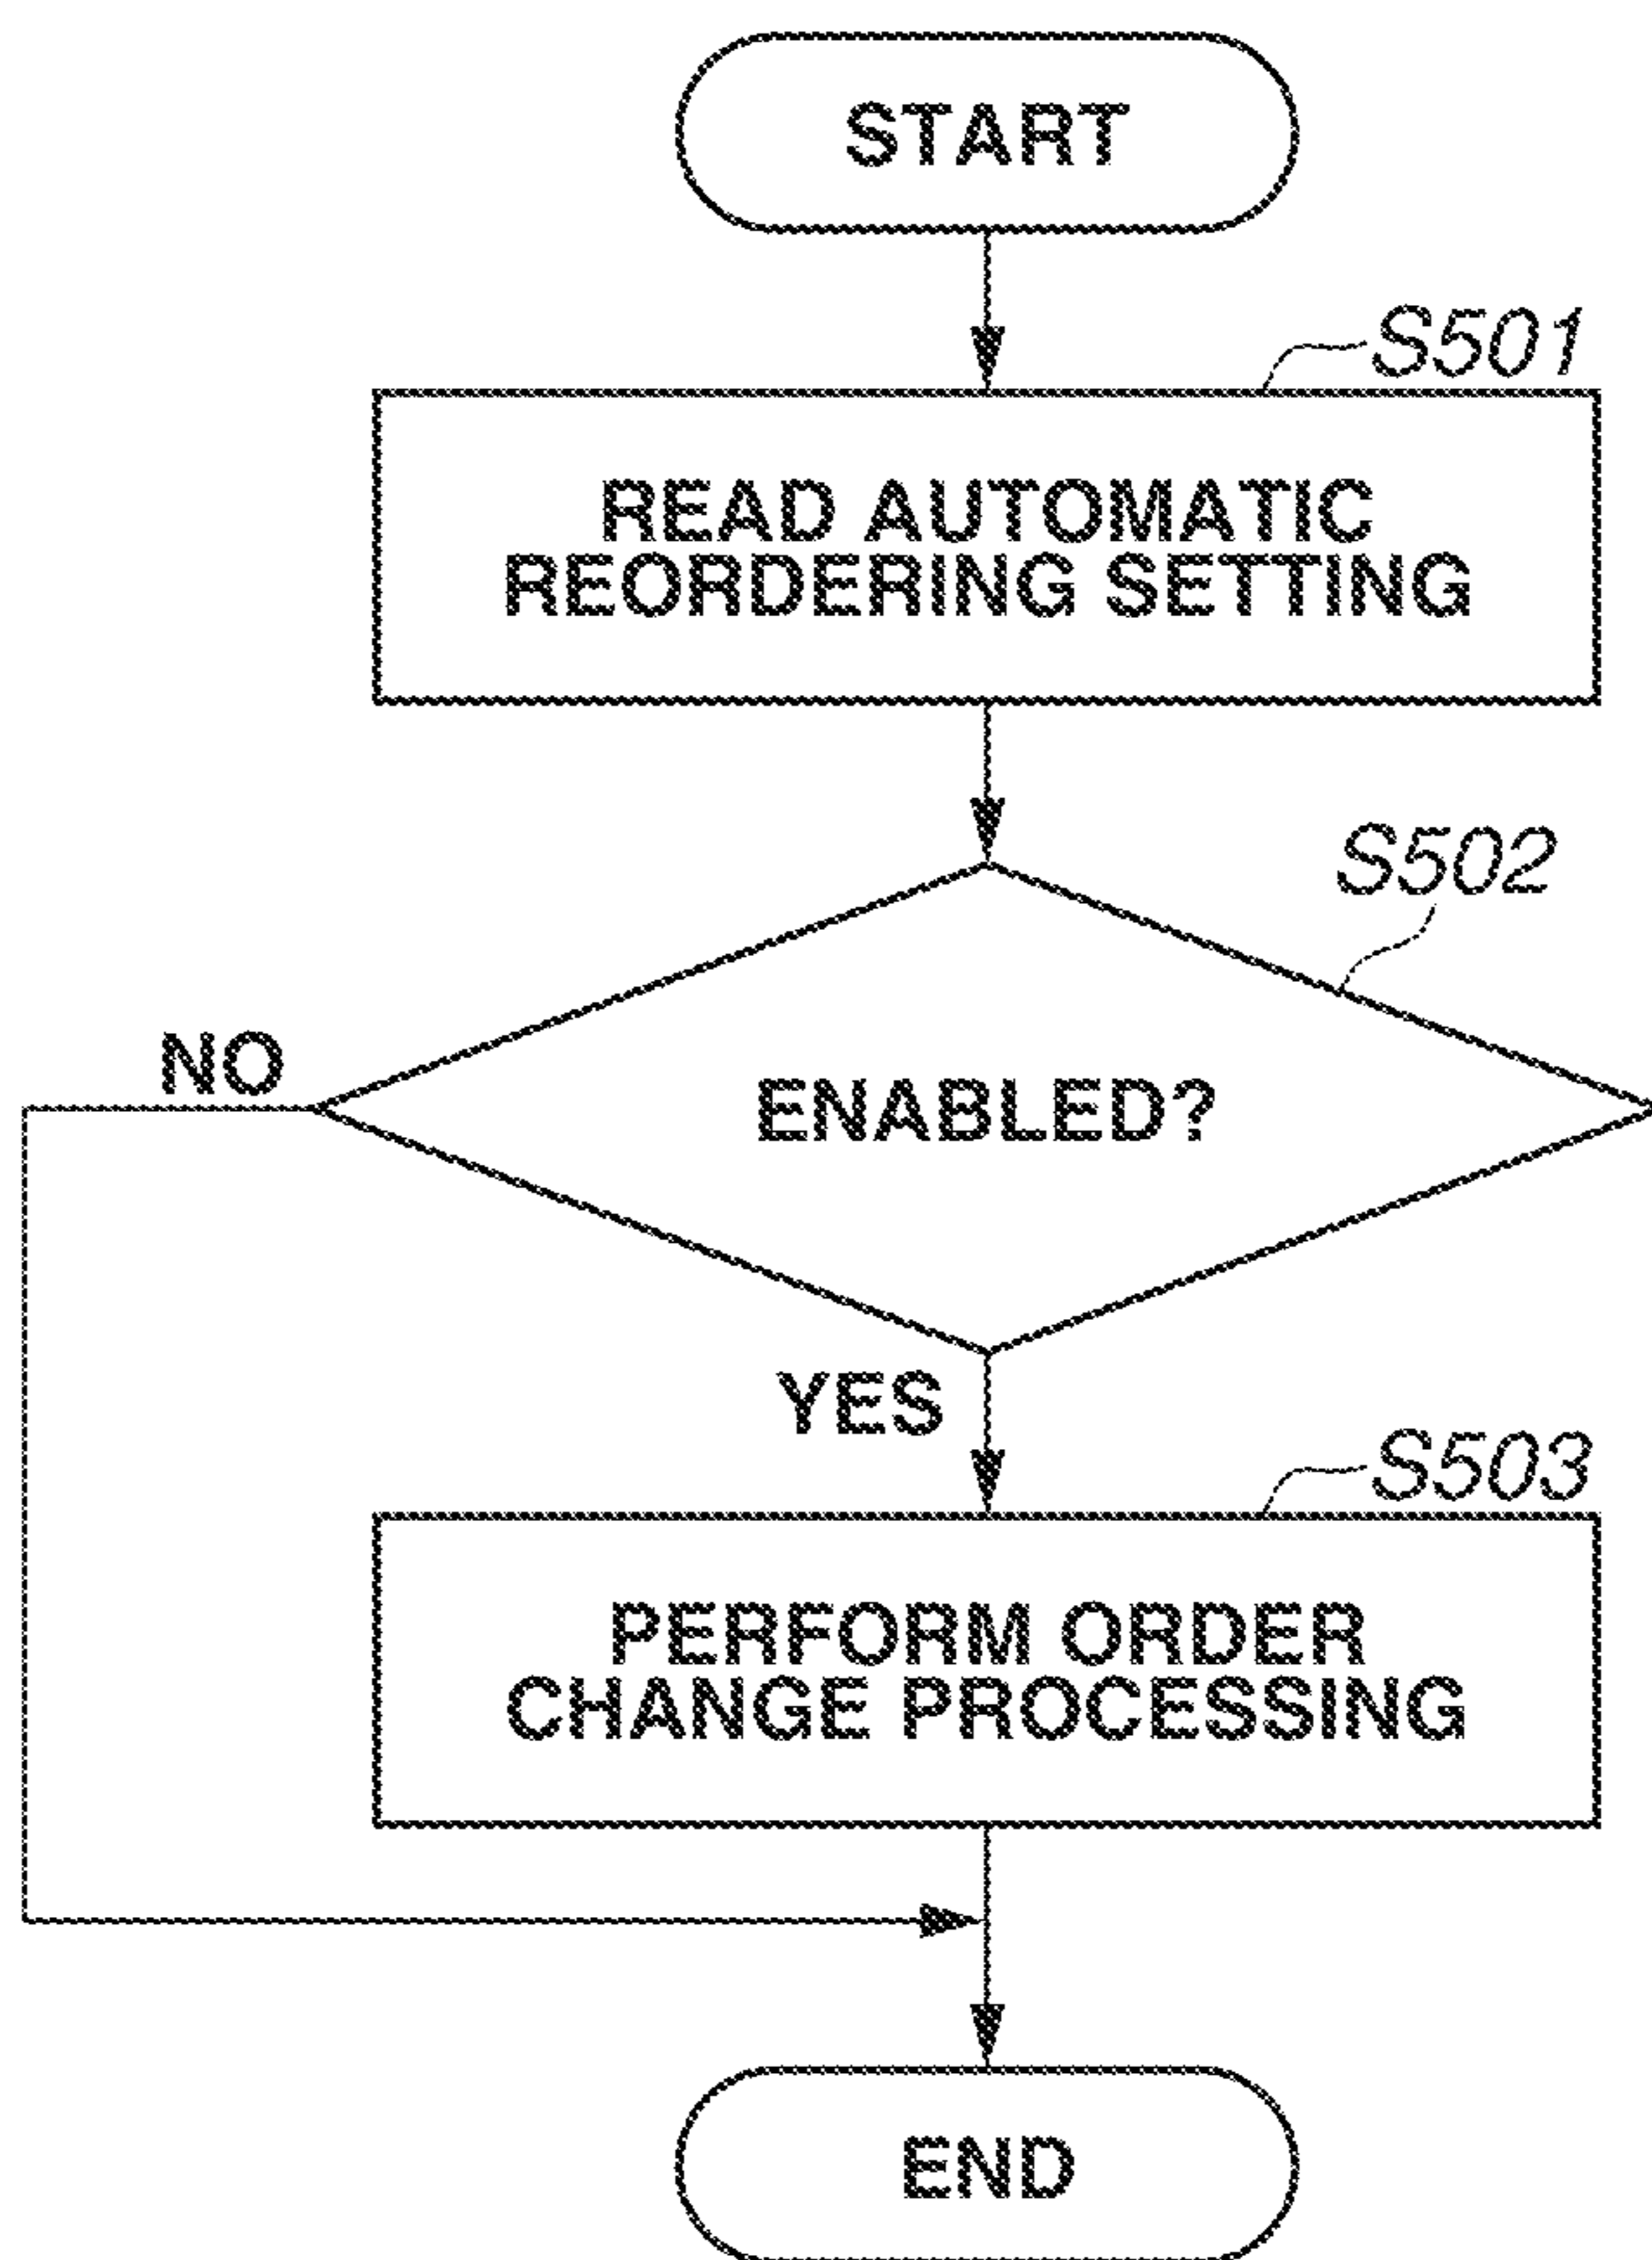 START
S501
READ AUTOMATIC
REORDERING SETTING
S502
NO
ENABLED?
YES
S503
PERFORM ORDER
CHANGE PROCESSING
END